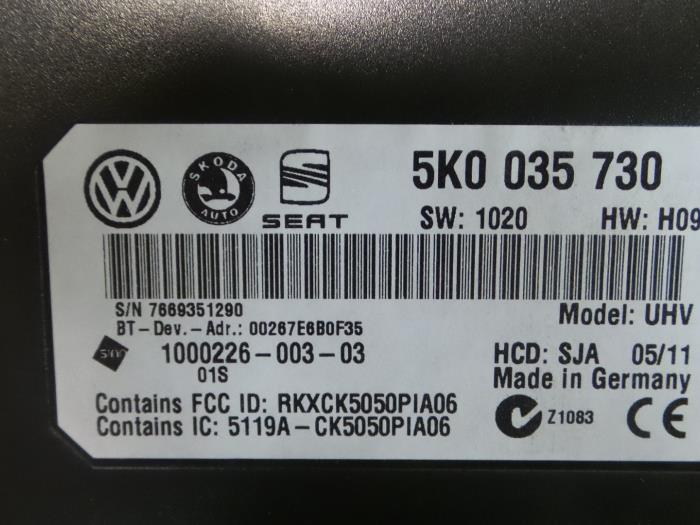 5K0 035 730
SKODA
AUTO
SEAT
SW: 1020 HW: H09
S/N 7669351290
BT-Dev.-Adr.: 00267E6B0F35
Model: UHV
1000226-003-03
01S
HCD: SJA 05/11
Made in Germany
Contains FCC ID: RKXCK5050PIA06
Contains IC: 5119A-CK5050PIA06
Z1083
CE